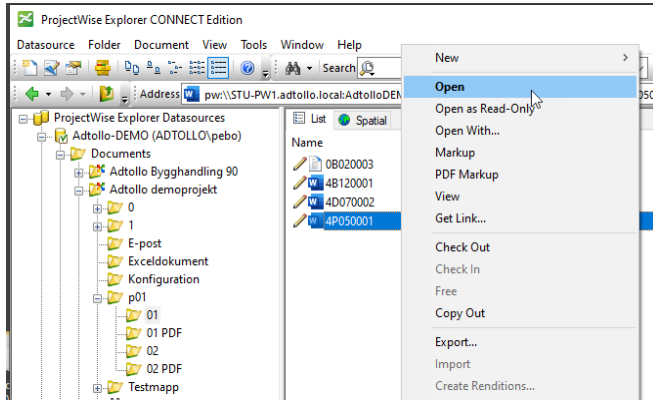 ProjectWise Explorer CONNECT Edition
Datasource Folder Document View Tools Window Help
Search
Address pw:\\STU-PW1.adtollo.local:AdtolloDEM
ProjectWise Explorer Datasources
Adtollo-DEMO (ADTOLLO\pebo)
Documents
Adtollo Bygghandling 90
Adtollo demoprojekt
0
1
E-post
Exceldokument
Konfiguration
p01
01
01 PDF
02
02 PDF
Testmapp
List Spatial
Name
0B020003
4B120001
4D070002
4P050001
New
Open
Open as Read-Only
Open With...
Markup
PDF Markup
View
Get Link...
Check Out
Check In
Free
Copy Out
Export...
Import
Create Renditions...